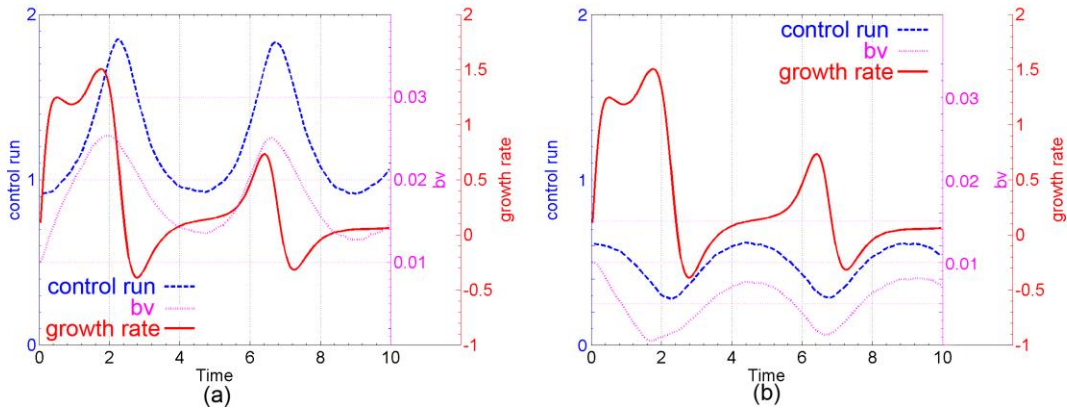 2
1
0
control run
control run
bv
growth rate
0 2 4 6 8 10
Time
(a)
0.03
0.02
0.01
bv
2
1.5
1
0.5
0
-0.5
-1
growth rate
2
1
0
control run
control run
bv
growth rate
0 2 4 6 8 10
Time
(b)
0.03
0.02
0.01
bv
2
1.5
1
0.5
0
-0.5
-1
growth rate